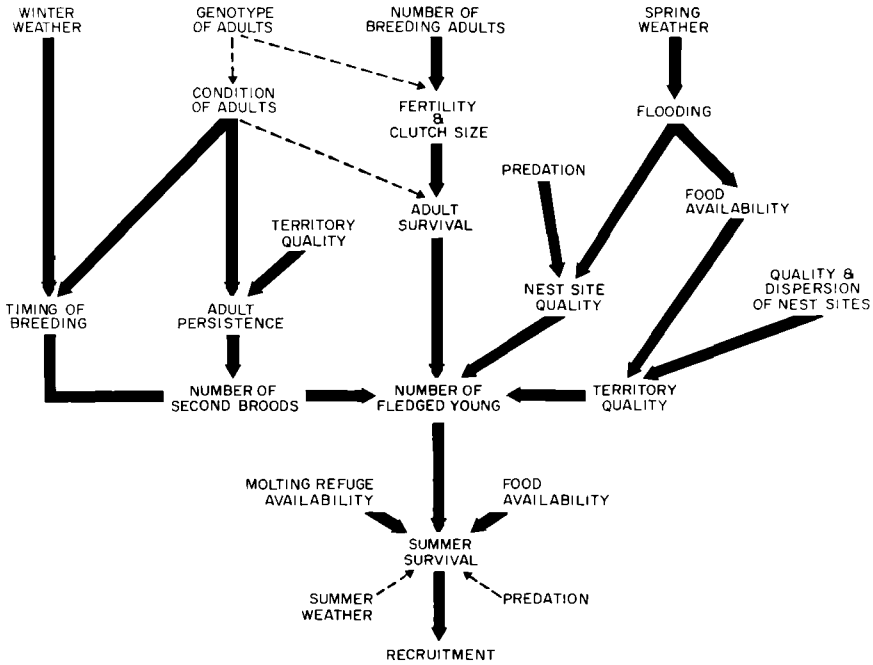 WINTER
WEATHER
GENOTYPE
OF ADULTS
NUMBER OF
BREEDING ADULTS
SPRING
WEATHER
CONDITION
OF ADULTS
FERTILITY
&
CLUTCH SIZE
FLOODING
PREDATION
FOOD
AVAILABILITY
ADULT
SURVIVAL
TERRITORY
QUALITY
QUALITY &
DISPERSION
OF NEST SITES
TIMING OF
BREEDING
ADULT
PERSISTENCE
NEST SITE
QUALITY
NUMBER OF
SECOND BROODS
NUMBER OF
FLEDGED YOUNG
TERRITORY
QUALITY
MOLTING REFUGE
AVAILABILITY
FOOD
AVAILABILITY
SUMMER
SURVIVAL
SUMMER
WEATHER
PREDATION
RECRUITMENT